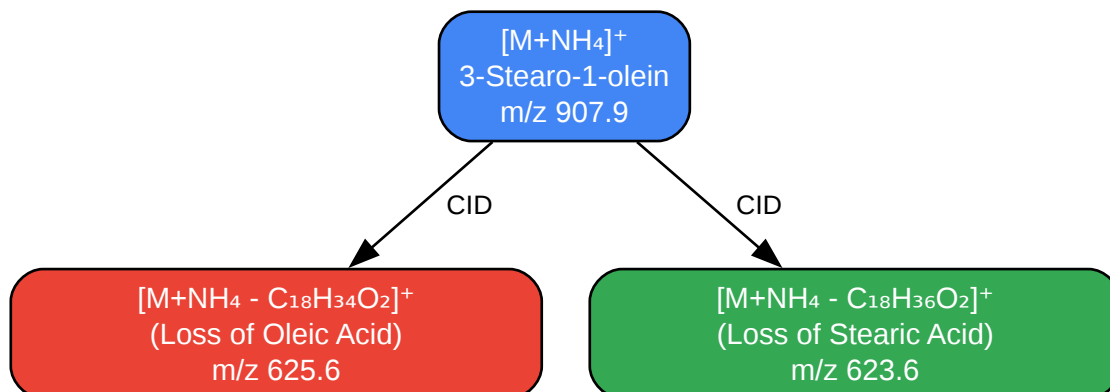 [M+NH₄]⁺
3-Stearo-1-olein
m/z 907.9
CID
CID
[M+NH₄ - C₁₈H₃₄O₂]⁺
(Loss of Oleic Acid)
m/z 625.6
[M+NH₄ - C₁₈H₃₆O₂]⁺
(Loss of Stearic Acid)
m/z 623.6